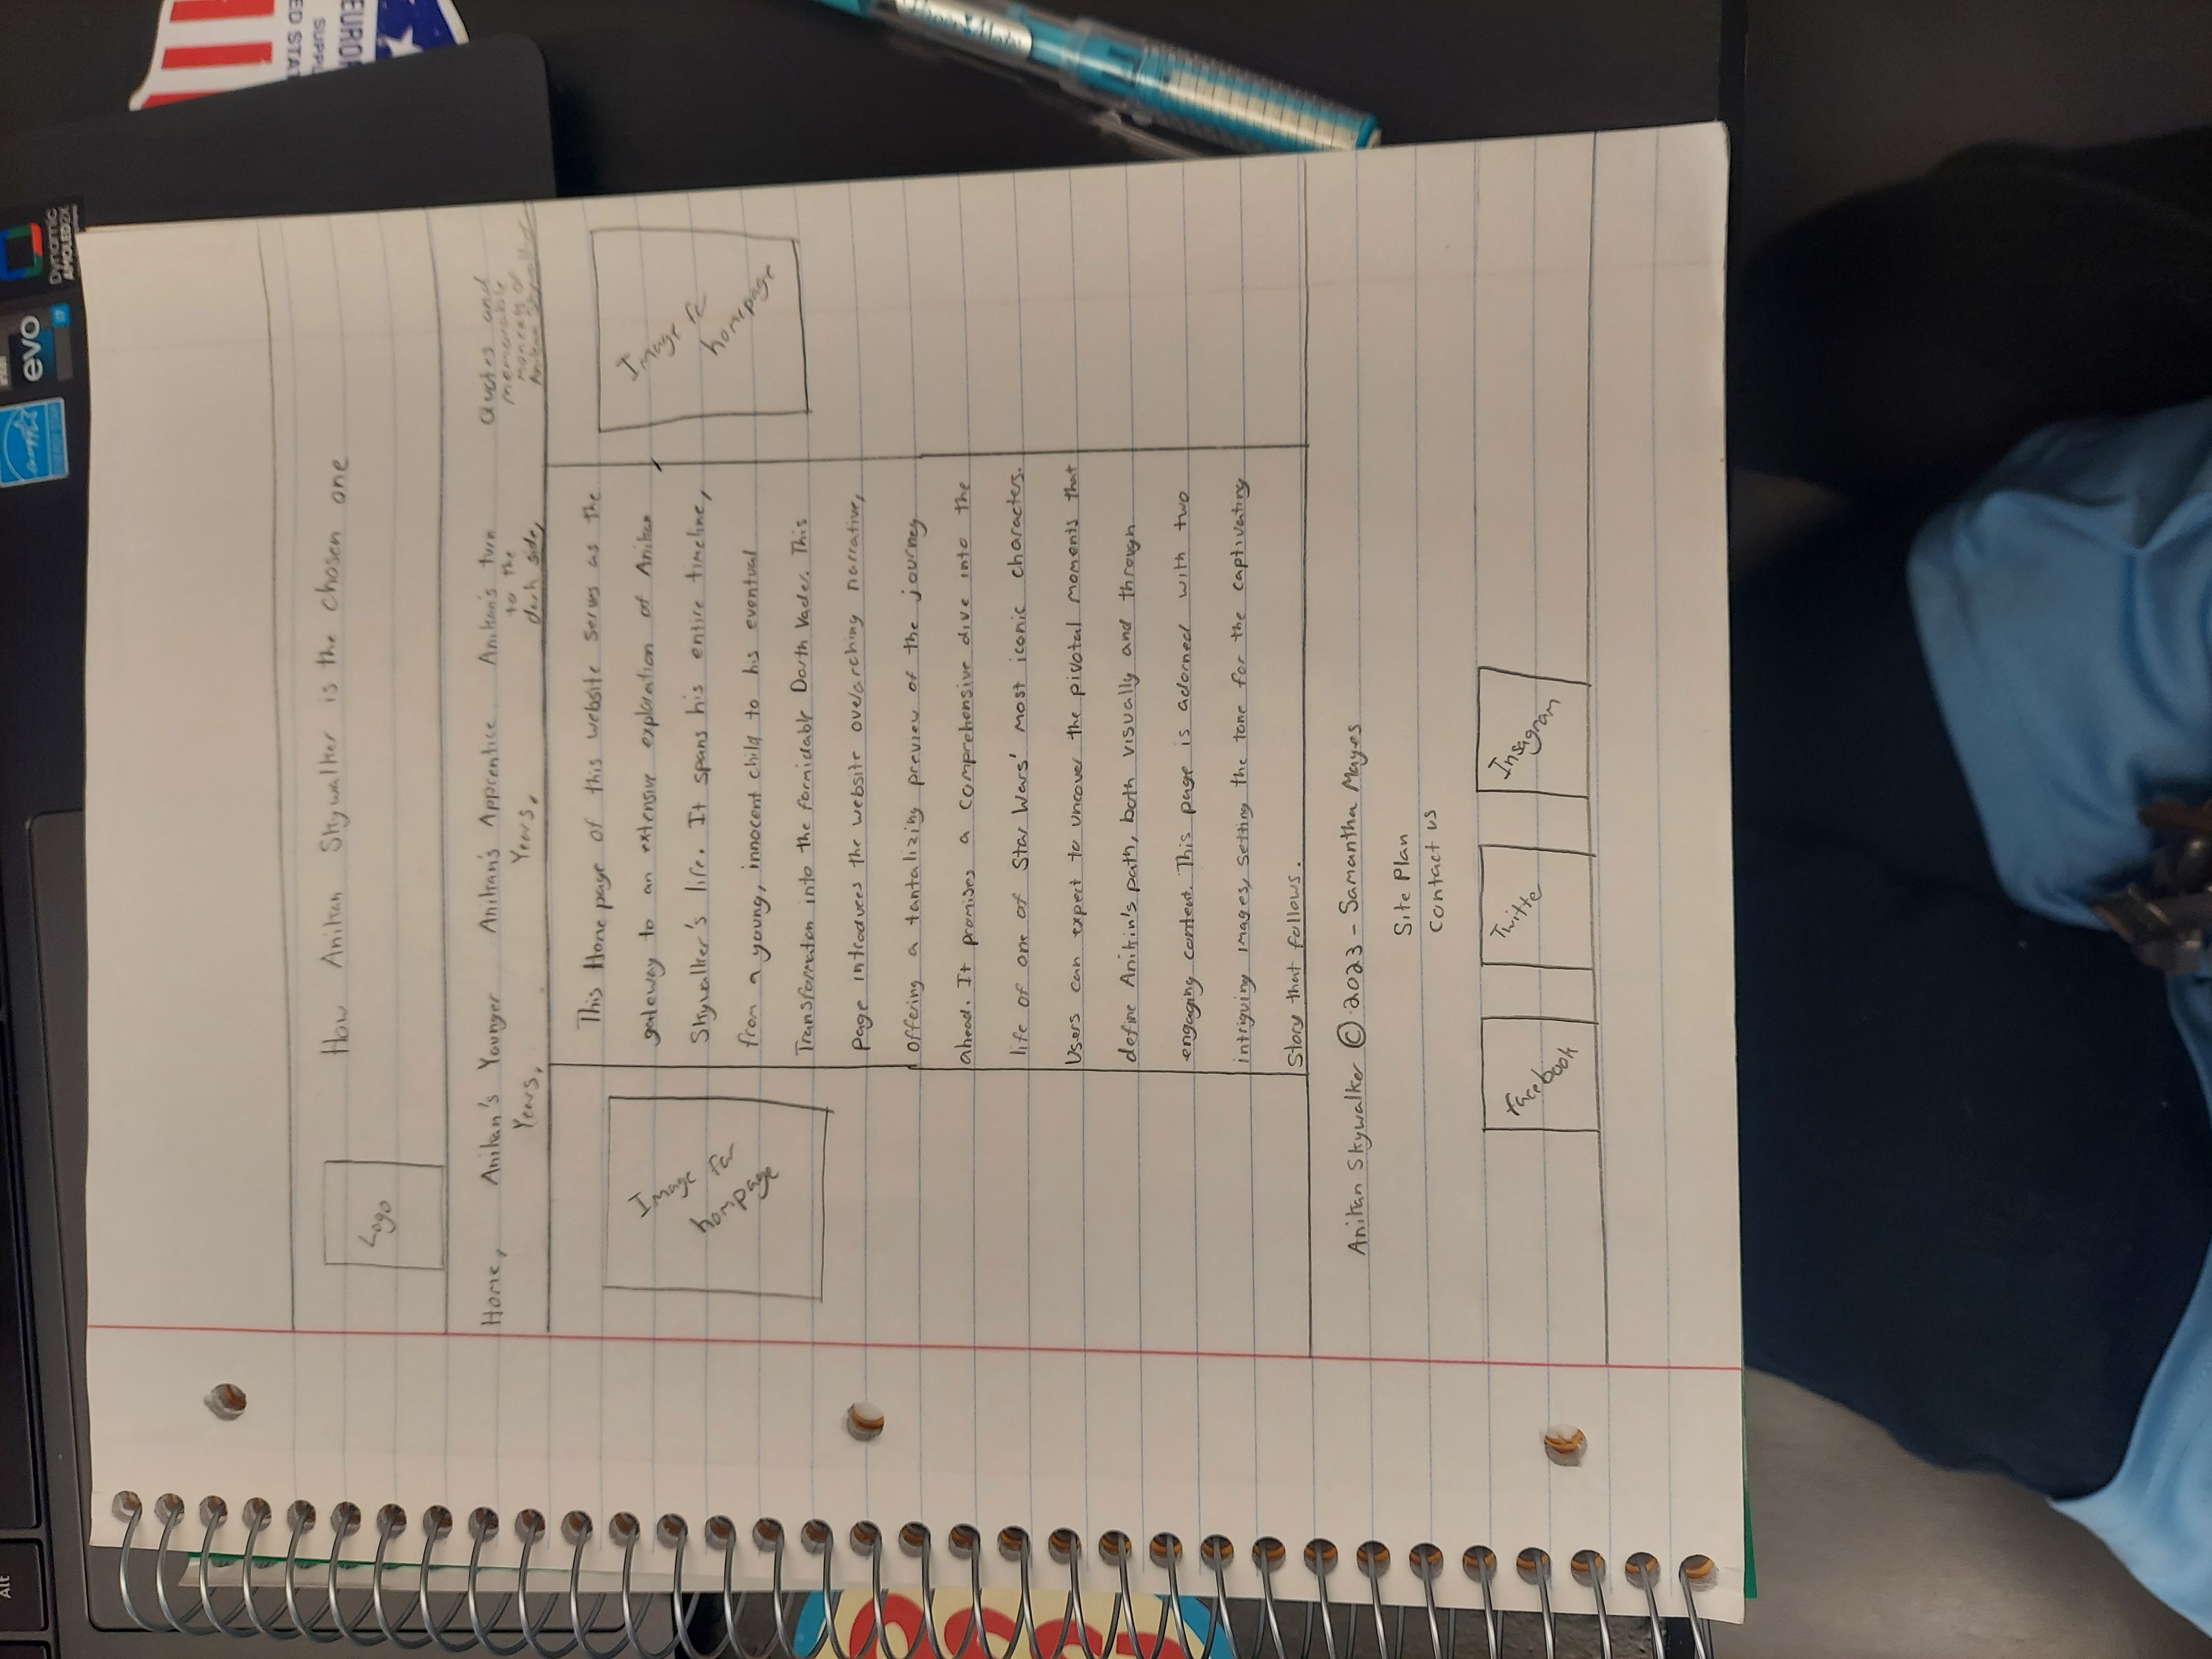 Alt
ENERGY STAR
intel
evo
i7
Dynamic
AMOLED 2X
How Anikan Skywalker is the chosen one
Logo
Home, Anikan's Younger Years, Anikan's Apprentice Years, Anikan's turn to the dark side, Quotes and memorable moments of Anikan Skywalker
Image for
hompage
Image for
homepage
This Home page of this website serves as the
gateway to an extensive exploration of Anikan
Skywalker's life. It spans his entire timeline,
from a young, innocent child to his eventual
Transformaton into the formidable Darth Vader. This
page introduces the website overarching narrative,
offering a tantalizing preview of the journey
ahead. It promises a comprehensive dive into the
life of one of Star Wars' most iconic characters.
Users can expect to uncover the pivotal moments that
define Anikin's path, both visually and through
engaging content. This page is adorned with two
intriguing images, setting the tone for the captivating
Story that follows.
Anikan Skywalker © 2023 - Samantha Mayes
Site Plan
Contact us
Facebook
Twitte
Insagram